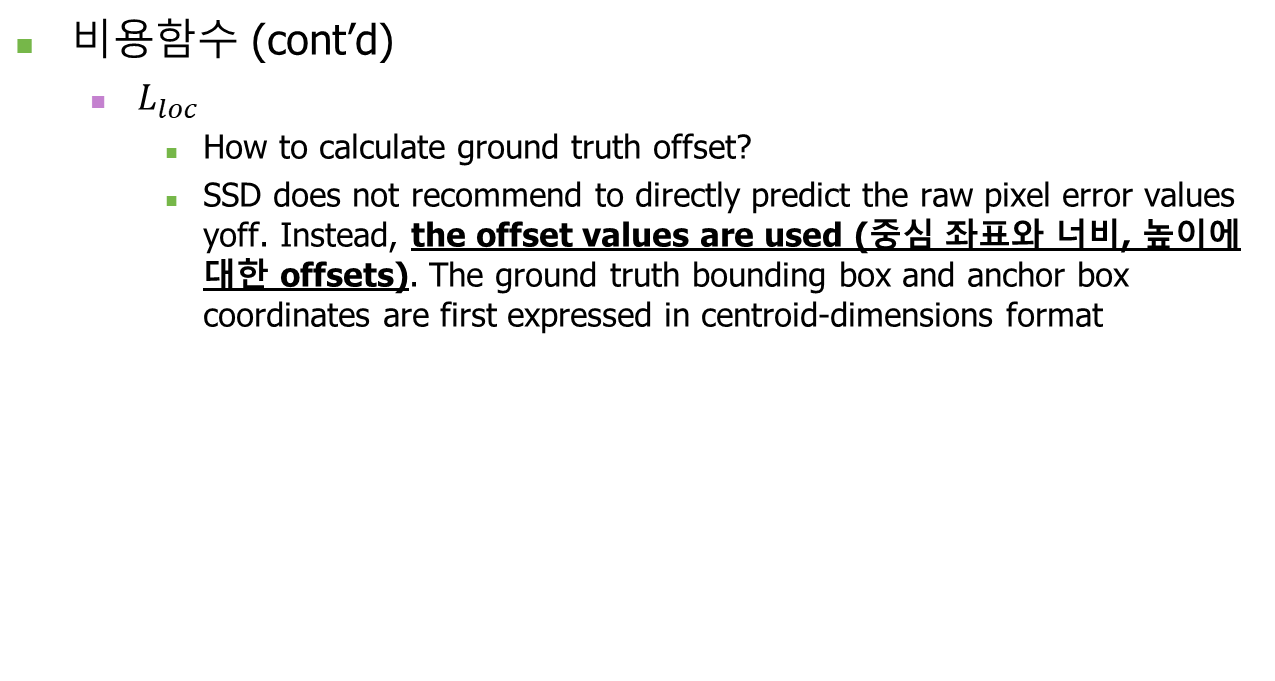 비용함수 (cont’d)
L_loc
How to calculate ground truth offset?
SSD does not recommend to directly predict the raw pixel error values
yoff. Instead, the offset values are used (중심 좌표와 너비, 높이에
대한 offsets). The ground truth bounding box and anchor box
coordinates are first expressed in centroid-dimensions format